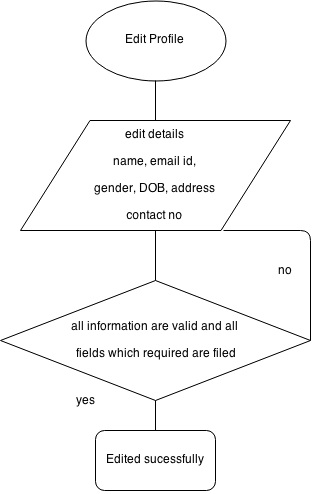 Edit Profile
edit details
name, email id,
gender, DOB, address
contact no
no
all information are valid and all
fields which required are filed
yes
Edited sucessfully